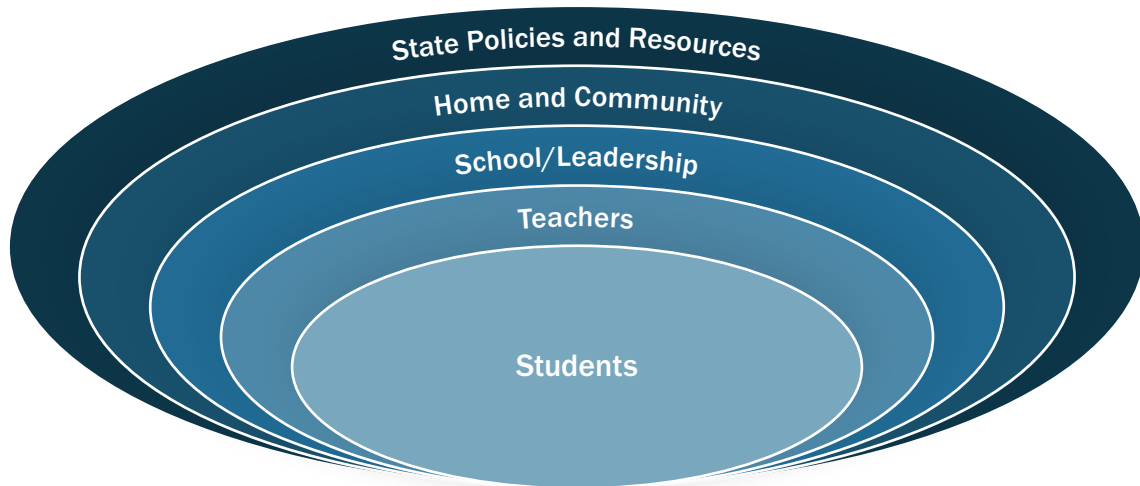 State Policies and Resources
Home and Community
School/Leadership
Teachers
Students